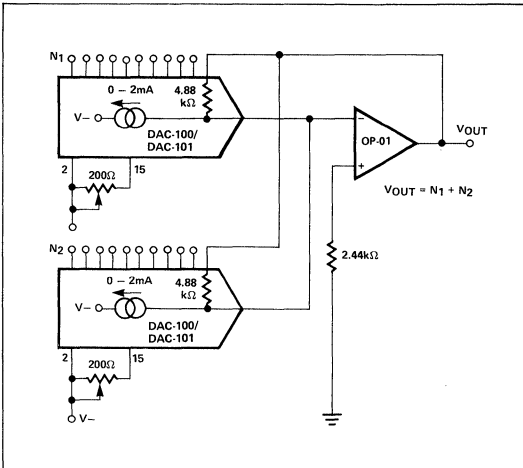 N1
0 – 2mA
4.88
kΩ
V–
DAC-100/
DAC-101
2
15
200Ω
–
OP-01
+
VOUT
VOUT = N1 + N2
2.44kΩ
N2
0 – 2mA
4.88
kΩ
V–
DAC-100/
DAC-101
2
15
200Ω
V–